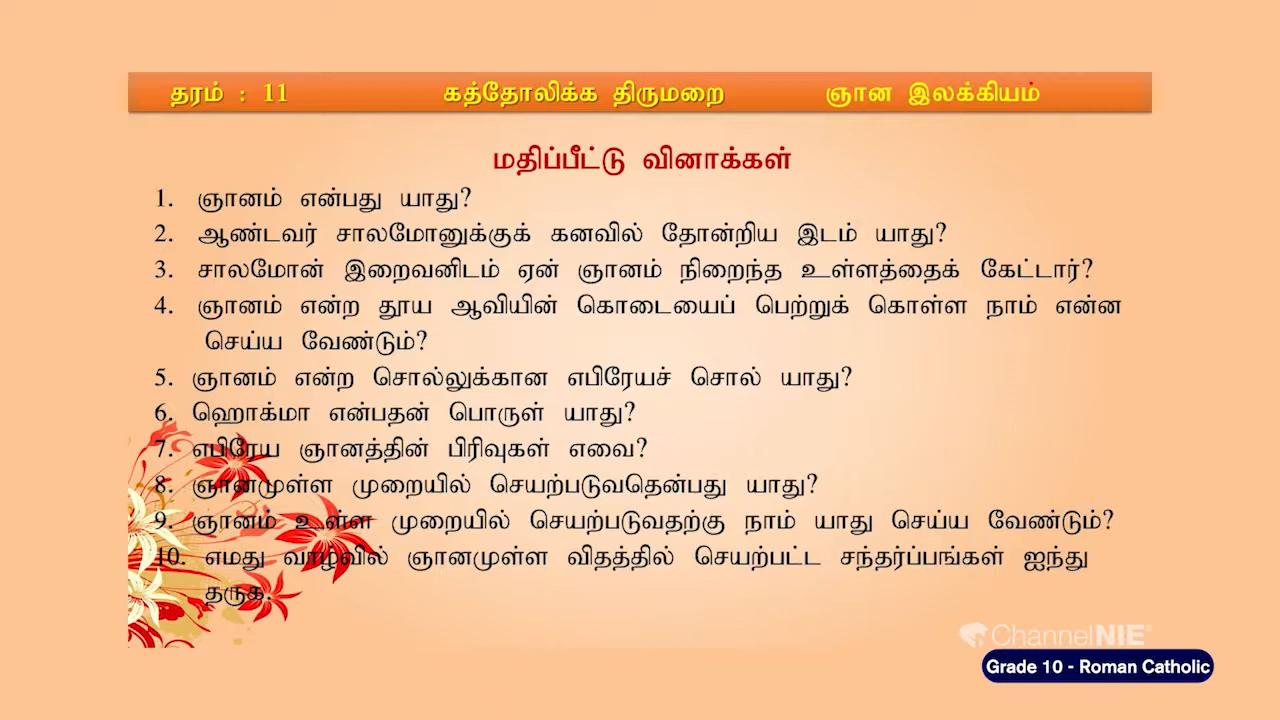 தரம் : 11 கத்தோலிக்க திருமறை ஞான இலக்கியம்
மதிப்பீட்டு வினாக்கள்
1. ஞானம் என்பது யாது?
2. ஆண்டவர் சாலமோனுக்குக் கனவில் தோன்றிய இடம் யாது?
3. சாலமோன் இறைவனிடம் ஏன் ஞானம் நிறைந்த உள்ளத்தைக் கேட்டார்?
4. ஞானம் என்ற தூய ஆவியின் கொடையைப் பெற்றுக் கொள்ள நாம் என்ன
செய்ய வேண்டும்?
5. ஞானம் என்ற சொல்லுக்கான எபிரேயச் சொல் யாது?
6. ஹொக்மா என்பதன் பொருள் யாது?
7. எபிரேய ஞானத்தின் பிரிவுகள் எவை?
8. ஞானமுள்ள முறையில் செயற்படுவதென்பது யாது?
9. ஞானம் உள்ள முறையில் செயற்படுவதற்கு நாம் யாது செய்ய வேண்டும்?
10. எமது வாழ்வில் ஞானமுள்ள விதத்தில் செயற்பட்ட சந்தர்ப்பங்கள் ஐந்து
தருக.
ChannelNIE
Grade 10 - Roman Catholic